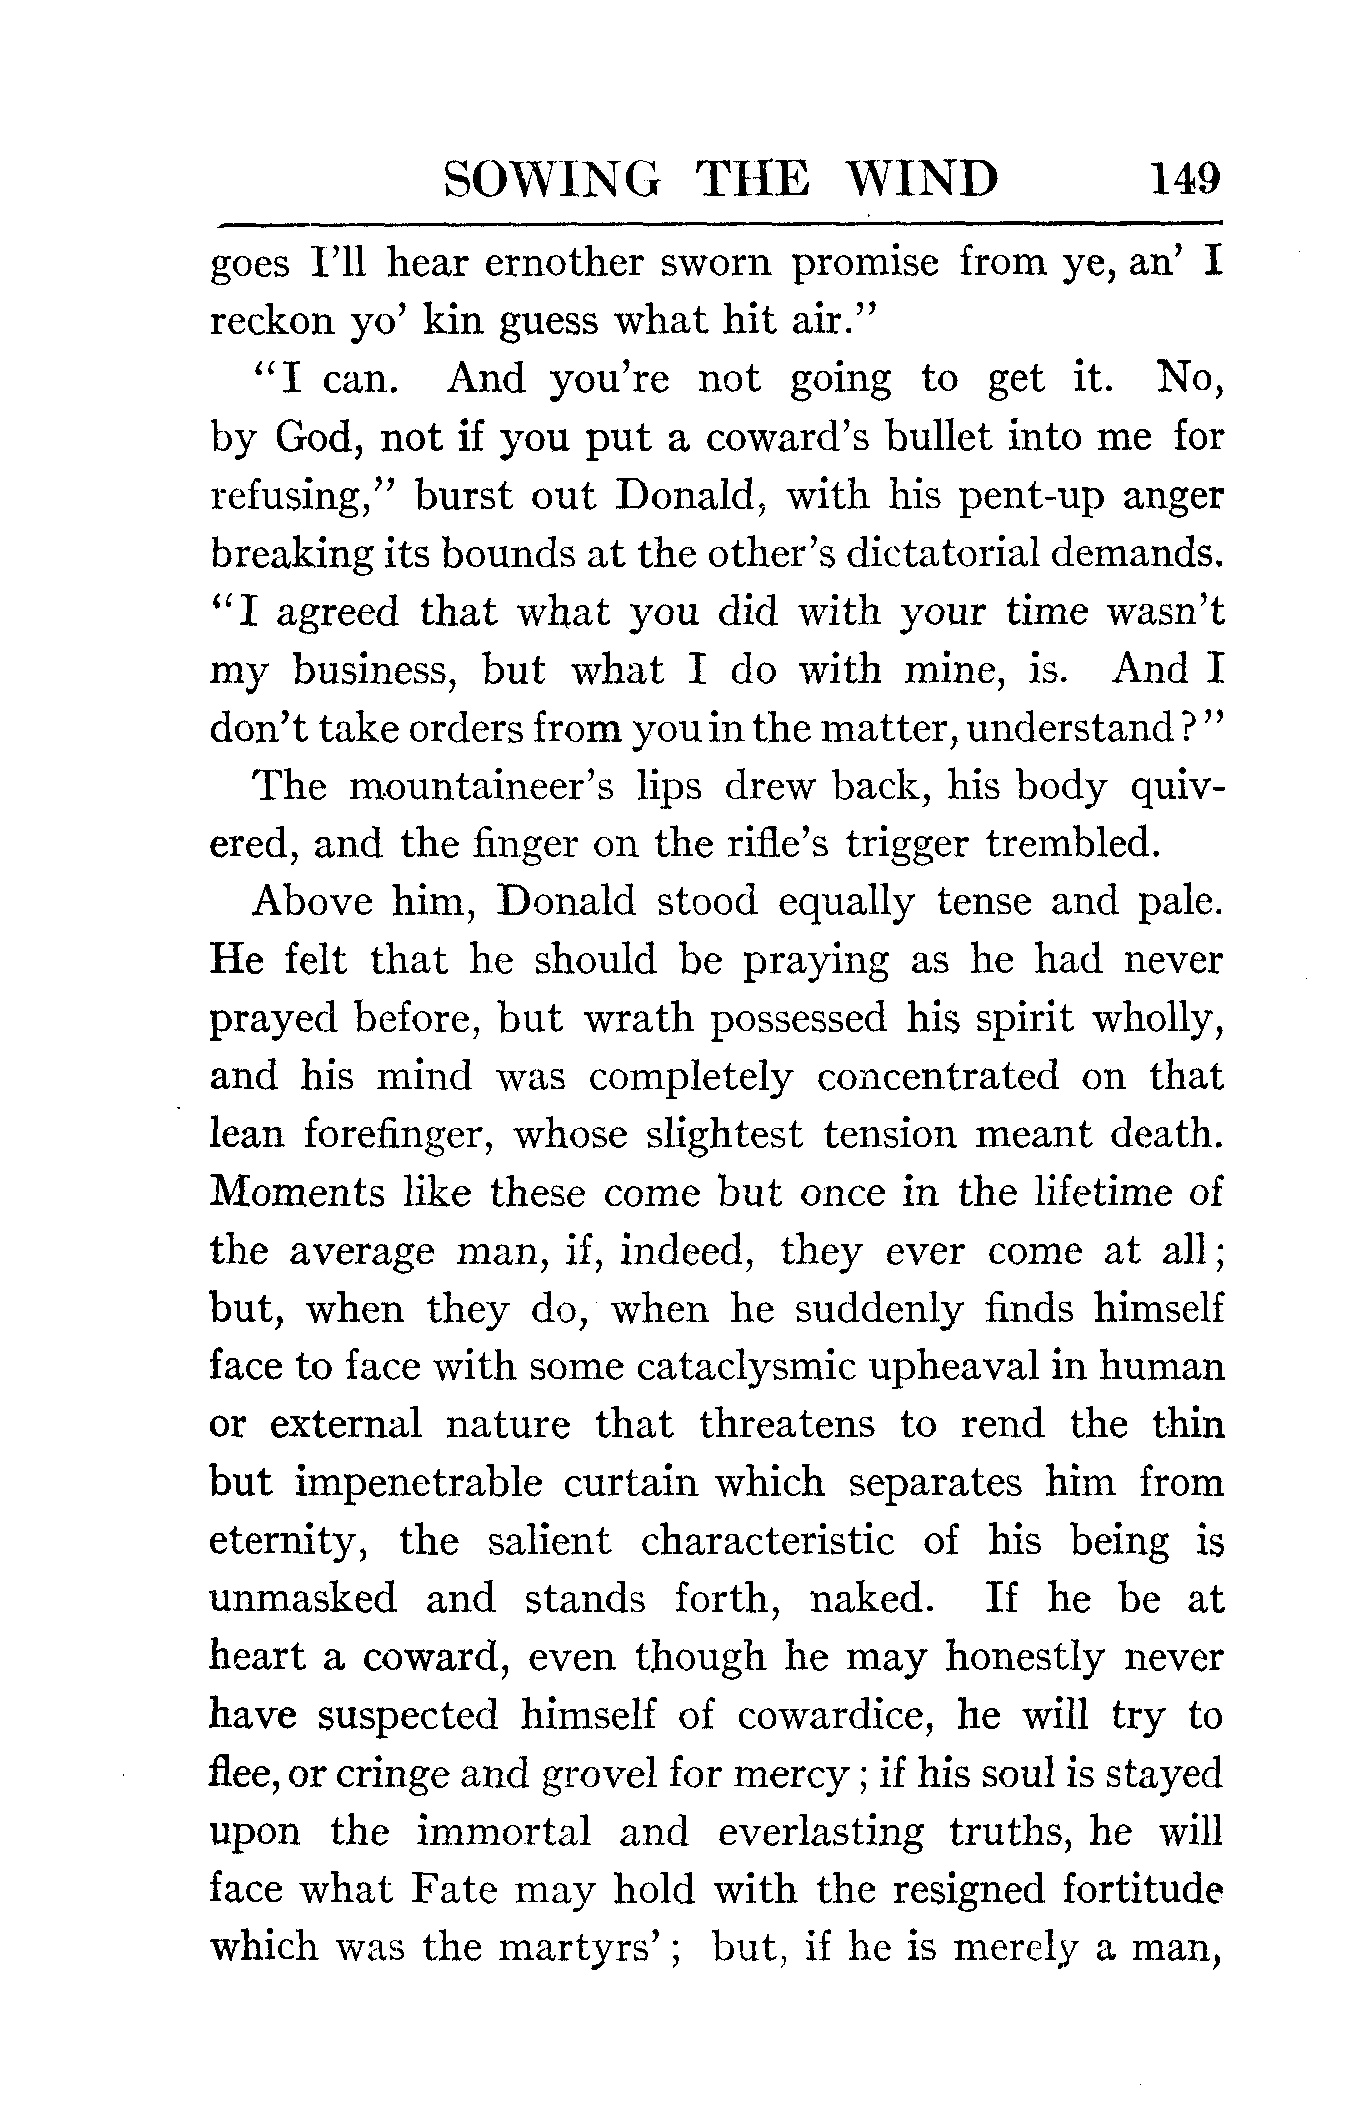 SOWING THE WIND 149
goes I'll hear ernother sworn promise from ye, an' I
reckon yo' kin guess what hit air."
"I can. And you're not going to get it. No,
by God, not if you put a coward's bullet into me for
refusing," burst out Donald, with his pent-up anger
breaking its bounds at the other's dictatorial demands.
"I agreed that what you did with your time wasn't
my business, but what I do with mine, is. And I
don't take orders from you in the matter, understand?"
The mountaineer's lips drew back, his body quiv-
ered, and the finger on the rifle's trigger trembled.
Above him, Donald stood equally tense and pale.
He felt that he should be praying as he had never
prayed before, but wrath possessed his spirit wholly,
and his mind was completely concentrated on that
lean forefinger, whose slightest tension meant death.
Moments like these come but once in the lifetime of
the average man, if, indeed, they ever come at all;
but, when they do, when he suddenly finds himself
face to face with some cataclysmic upheaval in human
or external nature that threatens to rend the thin
but impenetrable curtain which separates him from
eternity, the salient characteristic of his being is
unmasked and stands forth, naked. If he be at
heart a coward, even though he may honestly never
have suspected himself of cowardice, he will try to
flee, or cringe and grovel for mercy; if his soul is stayed
upon the immortal and everlasting truths, he will
face what Fate may hold with the resigned fortitude
which was the martyrs'; but, if he is merely a man,